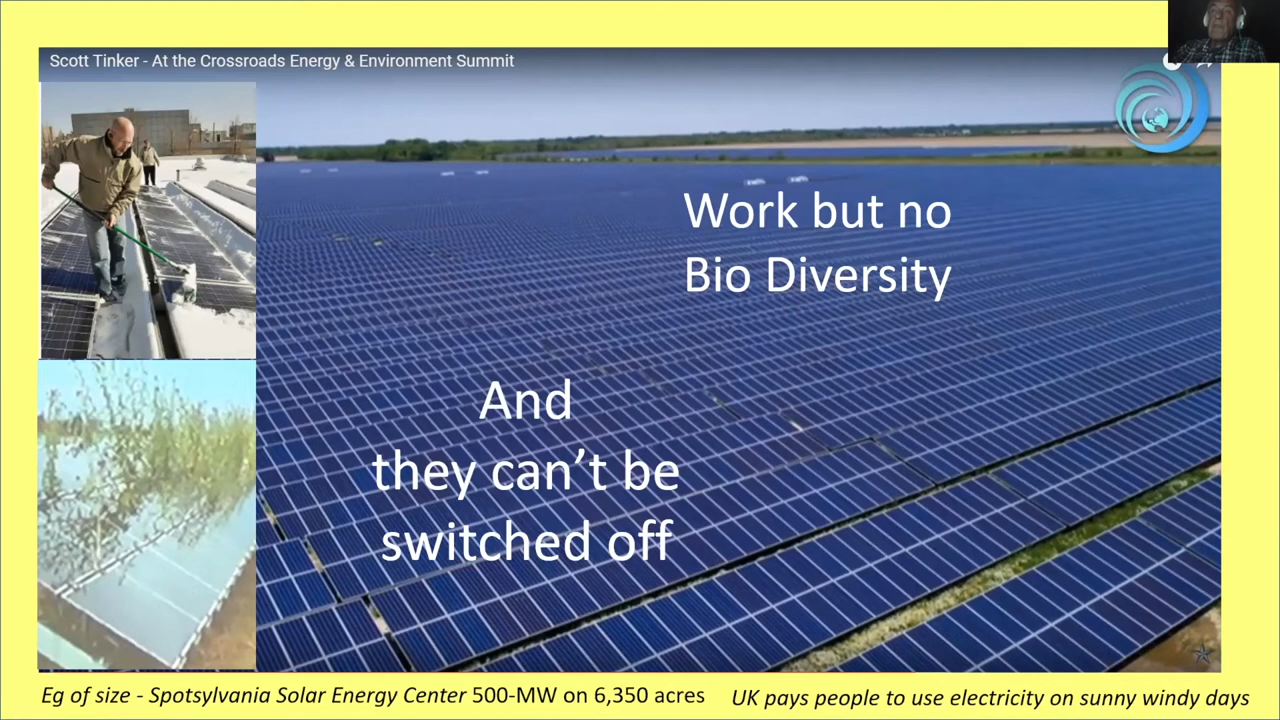 Scott Tinker - At the Crossroads Energy & Environment Summit
Work but no
Bio Diversity
And
they can’t be
switched off
Eg of size - Spotsylvania Solar Energy Center 500-MW on 6,350 acres
UK pays people to use electricity on sunny windy days